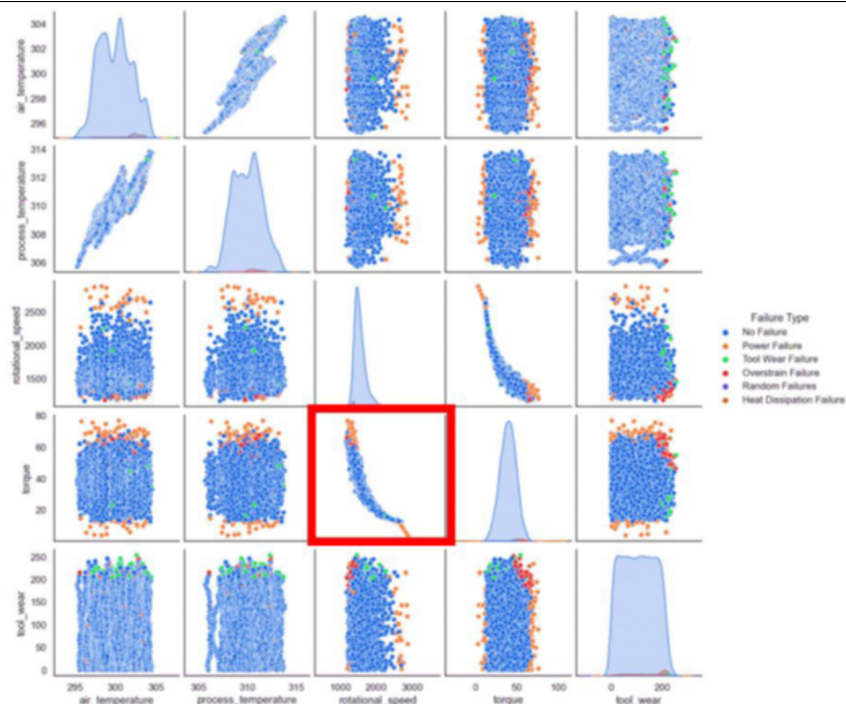 air_temperature
304
302
300
298
296
process_temperature
314
312
310
308
306
rotational_speed
2500
2000
1500
Failure Type
No Failure
Power Failure
Tool Wear Failure
Overstrain Failure
Random Failures
Heat Dissipation Failure
torque
80
60
40
20
tool_wear
250
200
150
100
50
0
295 300 305
305 310 315
1000 2000 3000
0 50 100
0 200
air_temperature process_temperature rotational_speed torque tool_wear